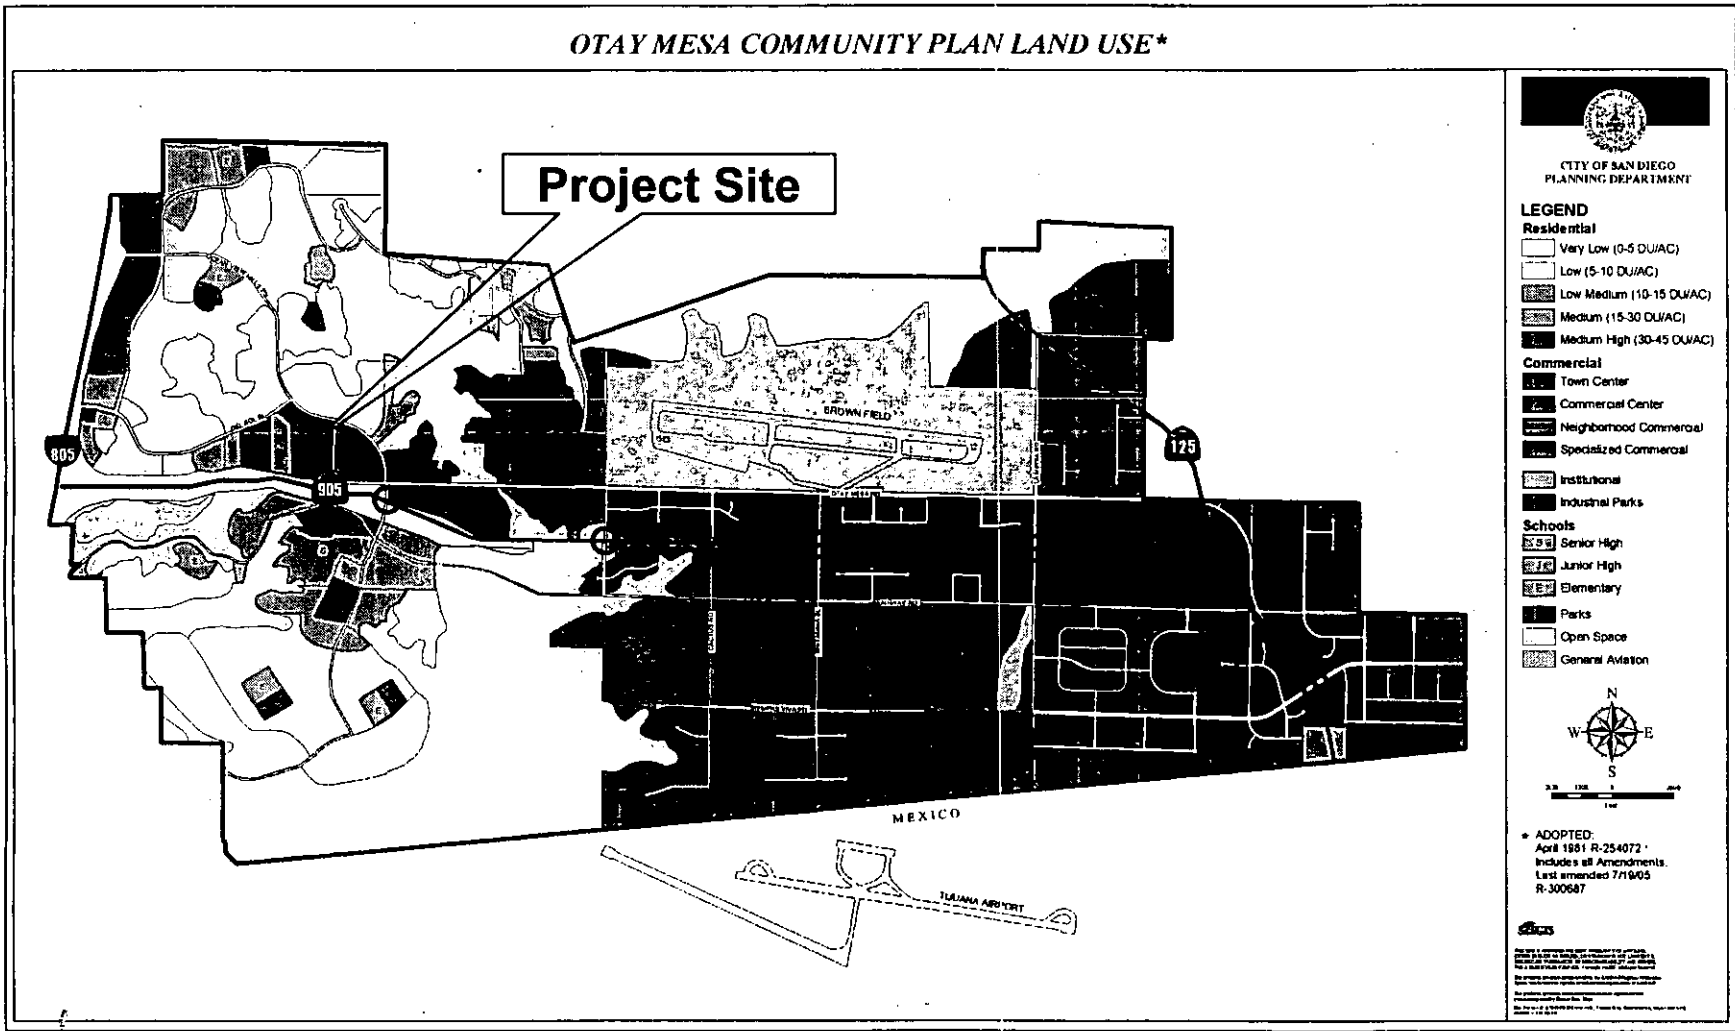 OTAY MESA COMMUNITY PLAN LAND USE*
Project Site
805
905
125
BROWN FIELD
MEXICO
TIJUANA AIRPORT
CITY OF SAN DIEGO
PLANNING DEPARTMENT
LEGEND
Residential
Very Low (0-5 DU/AC)
Low (5-10 DU/AC)
Low Medium (10-15 DU/AC)
Medium (15-30 DU/AC)
Medium High (30-45 DU/AC)
Commercial
Town Center
Commercial Center
Neighborhood Commercial
Specialized Commercial
Institutional
Industrial Parks
Schools
Senior High
Junior High
E Elementary
Parks
Open Space
General Aviation
N
W E
S
* ADOPTED:
April 1981 R-254072
Includes all Amendments.
Last amended 7/19/05
R-300687